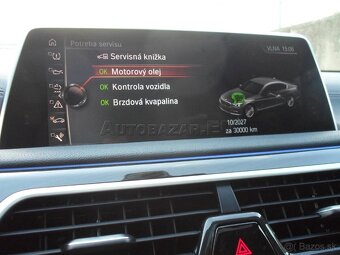 Potreba servisu
VLNA 15:06
Servisná knižka
OK Motorový olej
OK Kontrola vozidla
OK Brzdová kvapalina
10/2027
za 30000 km
AUTOBAZAR.EU
bazar.sk